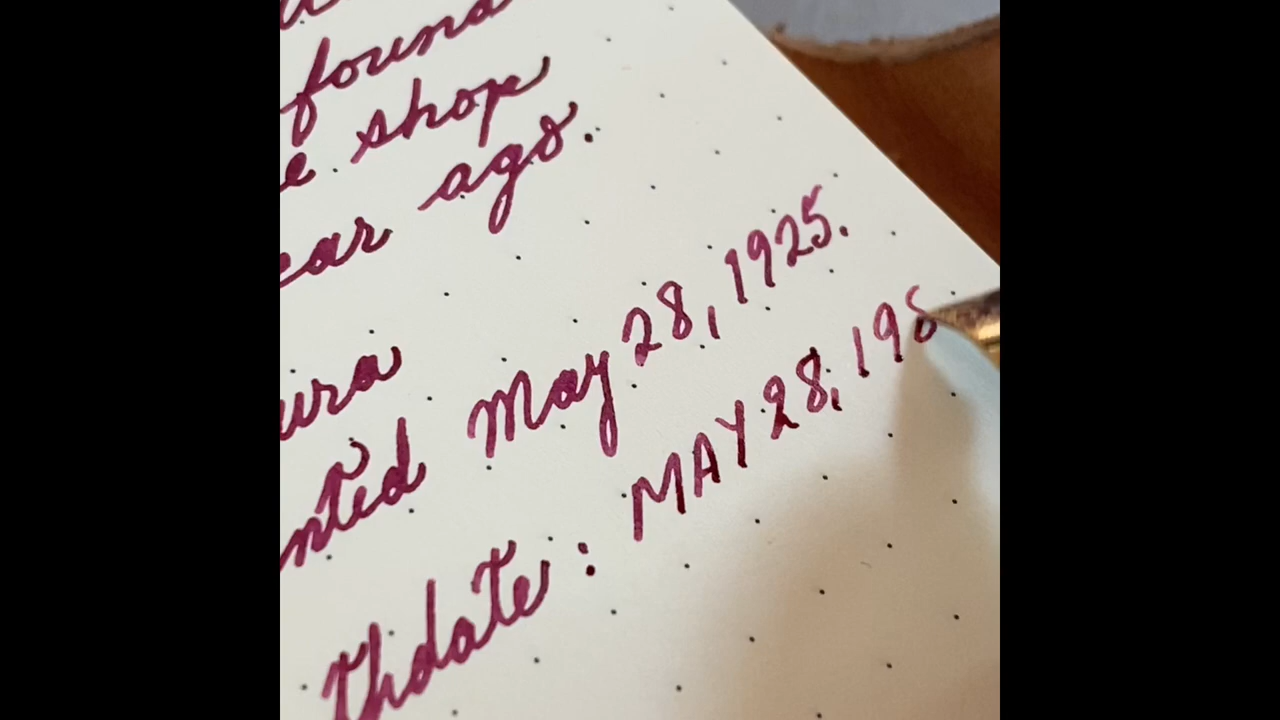 found
e shop
ear ago.
ura
nted May 28, 1925.
thdate: MAY 28, 198